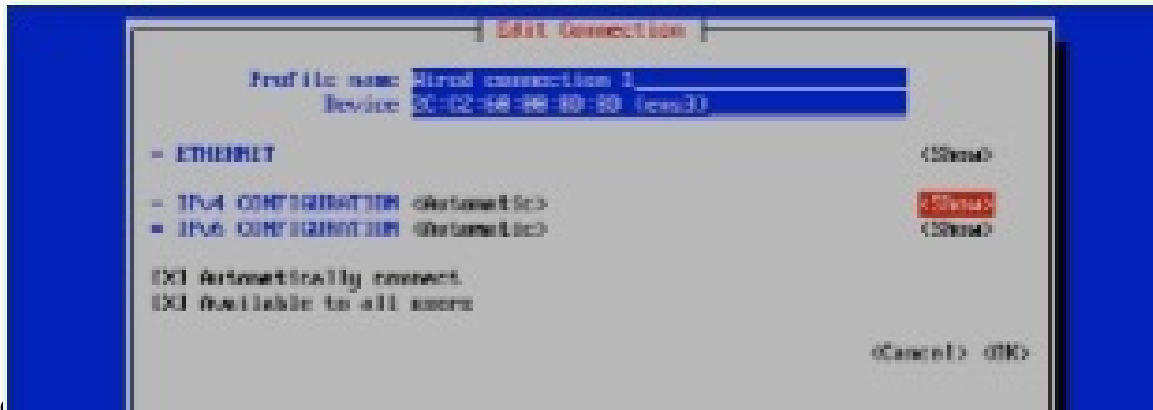 Edit Connection
Profile name Wired connection 1
Device (ens3)
= ETHERNET <Show>
= IPv4 CONFIGURATION <Automatic> <Show>
= IPv6 CONFIGURATION <Automatic> <Show>
[X] Automatically connect
[X] Available to all users
<Cancel> <OK>